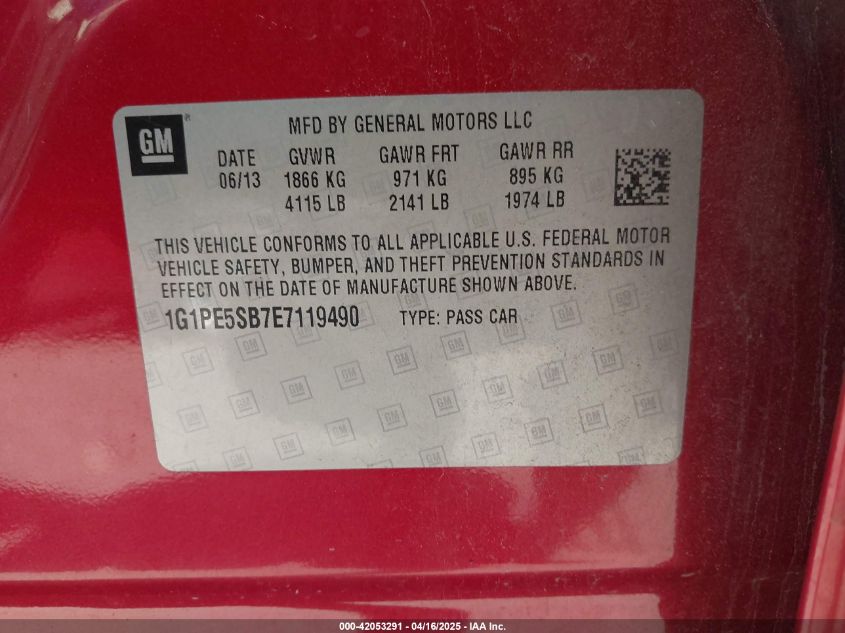 GM
MFD BY GENERAL MOTORS LLC
DATE GVWR GAWR FRT GAWR RR
06/13 1866 KG 971 KG 895 KG
4115 LB 2141 LB 1974 LB
THIS VEHICLE CONFORMS TO ALL APPLICABLE U.S. FEDERAL MOTOR
VEHICLE SAFETY, BUMPER, AND THEFT PREVENTION STANDARDS IN
EFFECT ON THE DATE OF MANUFACTURE SHOWN ABOVE.
1G1PE5SB7E7119490 TYPE: PASS CAR
000-42053291 - 04/16/2025 - IAA Inc.